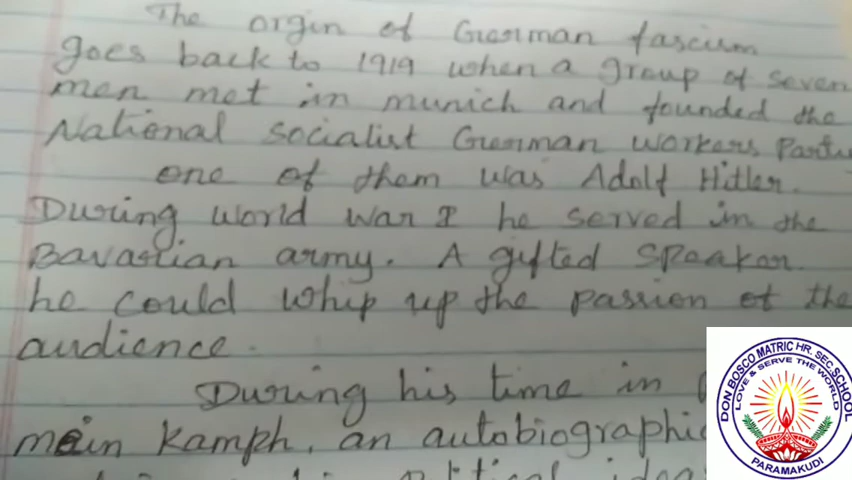 The orgin of German fascism
goes back to 1919 when a group of seven
men met in munich and founded the
National socialist German workers Party
one of them was Adolf Hitler.
During world war I he served in the
Bavarian army. A gifted speaker.
he could whip up the passion of the
audience.
During his time in
mein kamph, an autobiographic
political ideas
DON BOSCO MATRIC HR. SEC SCHOOL
LOVE & SERVE THE WORLD
PARAMAKUDI